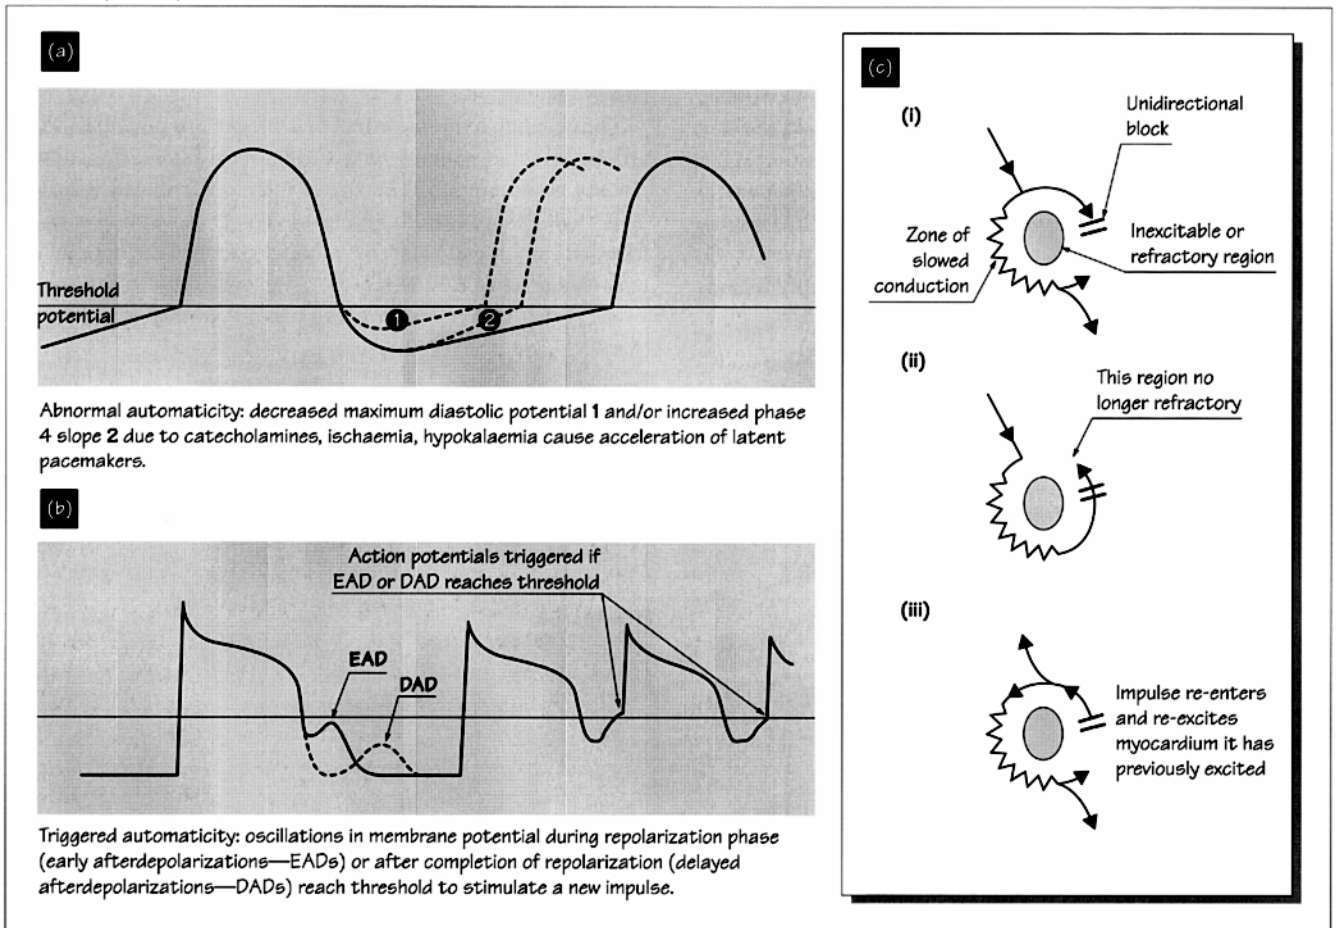 (a)
Threshold
potential
1
2
Abnormal automaticity: decreased maximum diastolic potential 1 and/or increased phase
4 slope 2 due to catecholamines, ischaemia, hypokalaemia cause acceleration of latent
pacemakers.
(b)
Action potentials triggered if
EAD or DAD reaches threshold
EAD
DAD
Triggered automaticity: oscillations in membrane potential during repolarization phase
(early afterdepolarizations—EADs) or after completion of repolarization (delayed
afterdepolarizations—DADs) reach threshold to stimulate a new impulse.
(c)
(i)
Unidirectional
block
Zone of
slowed
conduction
Inexcitable or
refractory region
(ii)
This region no
longer refractory
(iii)
Impulse re-enters
and re-excites
myocardium it has
previously excited